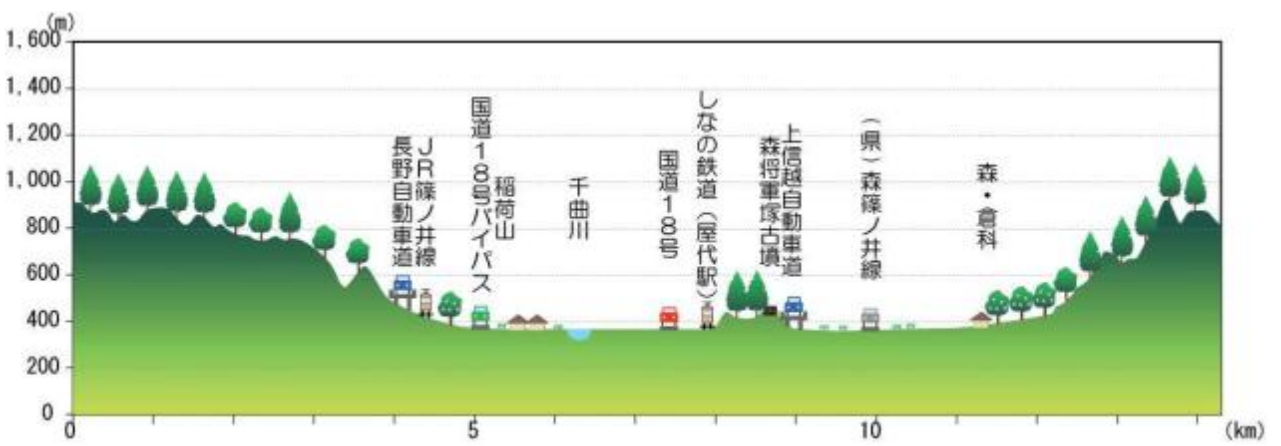 (m)
1,600
1,400
1,200
1,000
800
600
400
200
0
長野自動車道
JR篠ノ井線
国道18号バイパス
稲荷山
千曲川
国道18号
しなの鉄道(屋代駅)
森将軍塚古墳
上信越自動車道
(県)森篠ノ井線
森・倉科
0
5
10
(km)